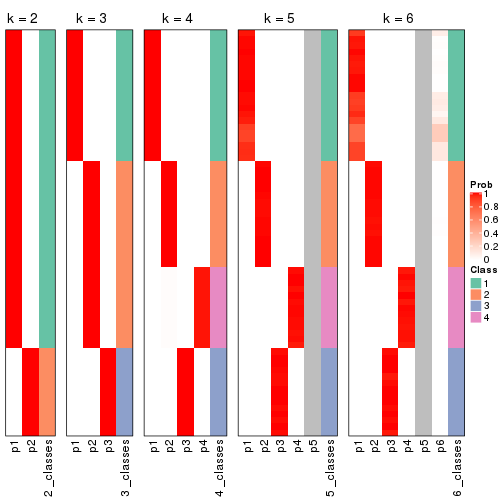 k = 2 k = 3 k = 4 k = 5 k = 6
Prob
1
0.8
0.6
0.4
0.2
0
Class
1
2
3
4
p1 p2 2_classes p1 p2 p3 3_classes p1 p2 p3 p4 4_classes p1 p2 p3 p4 p5 5_classes p1 p2 p3 p4 p5 p6 6_classes